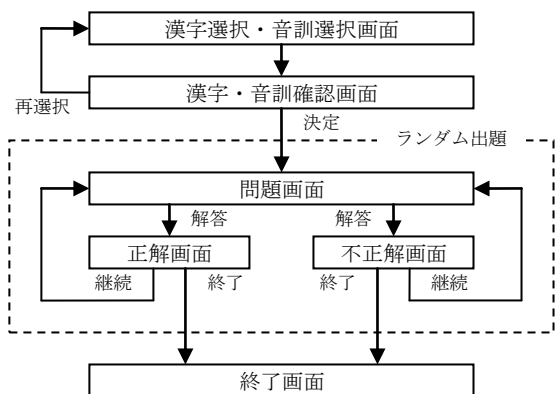 漢字選択・音訓選択画面
漢字・音訓確認画面
再選択
決定
ランダム出題
問題画面
解答
解答
正解画面
不正解画面
継続
終了
終了
継続
終了画面